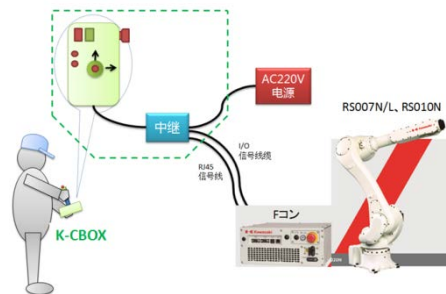 AC220V
电源
RS007N/L、RS010N
中继
I/O
信号线缆
RJ45
信号线
K-CBOX
Fコン
Kawasaki